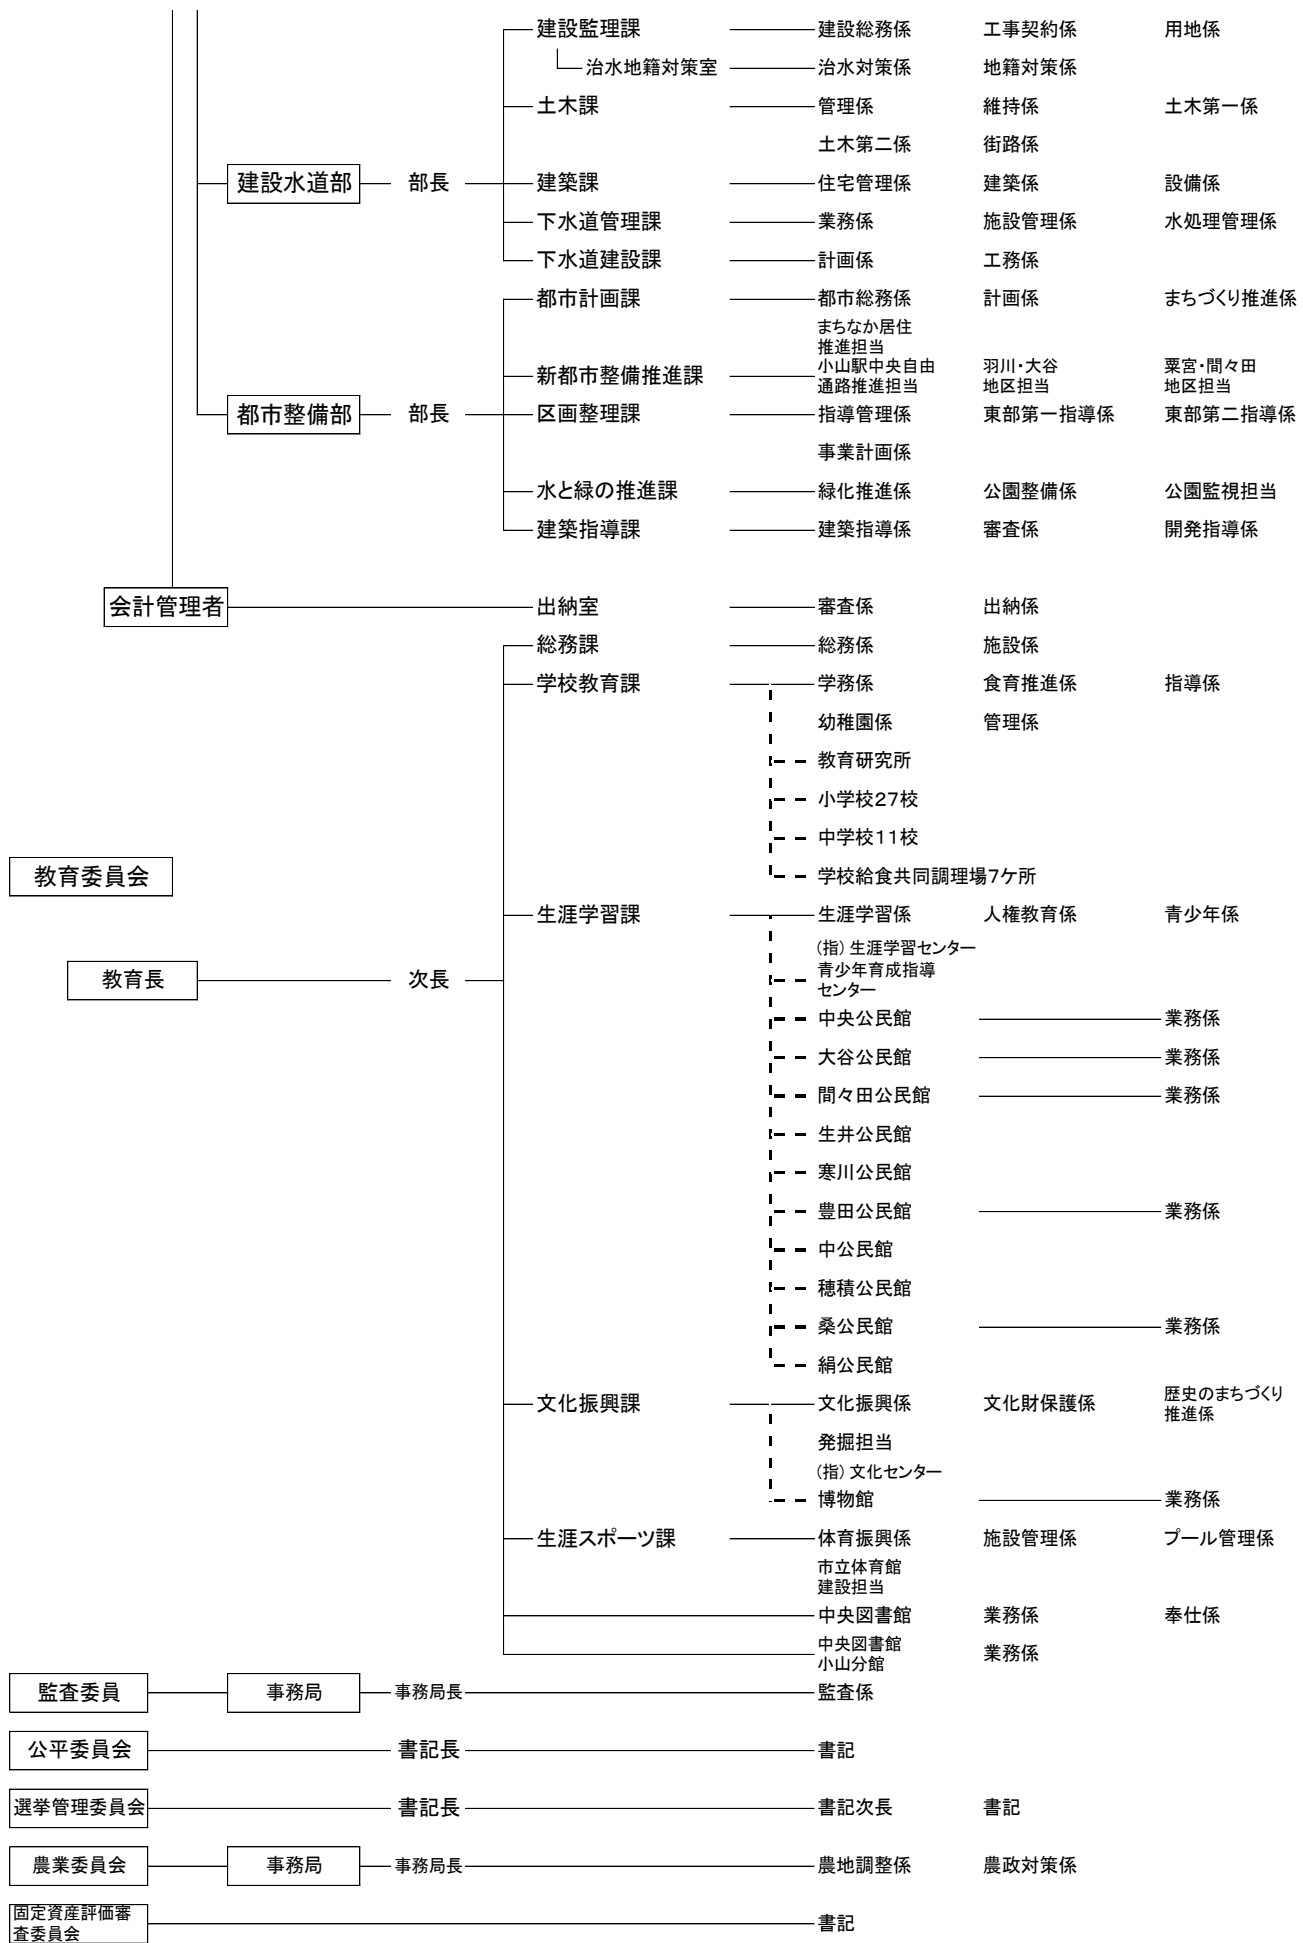 建設監理課 建設総務係 工事契約係 用地係
治水地籍対策室 治水対策係 地籍対策係
土木課 管理係 維持係 土木第一係
土木第二係 街路係
建設水道部 部長 建築課 住宅管理係 建築係 設備係
下水道管理課 業務係 施設管理係 水処理管理係
下水道建設課 計画係 工務係
都市計画課 都市総務係 計画係 まちづくり推進係
まちなか居住
推進担当
新都市整備推進課 小山駅中央自由 羽川・大谷 粟宮・間々田
通路推進担当 地区担当 地区担当
都市整備部 部長 区画整理課 指導管理係 東部第一指導係 東部第二指導係
事業計画係
水と緑の推進課 緑化推進係 公園整備係 公園監視担当
建築指導課 建築指導係 審査係 開発指導係
会計管理者 出納室 審査係 出納係
総務課 総務係 施設係
学校教育課 学務係 食育推進係 指導係
幼稚園係 管理係
教育研究所
小学校27校
中学校11校
教育委員会 学校給食共同調理場7ケ所
生涯学習課 生涯学習係 人権教育係 青少年係
(指) 生涯学習センター
教育長 次長 青少年育成指導
センター
中央公民館 業務係
大谷公民館 業務係
間々田公民館 業務係
生井公民館
寒川公民館
豊田公民館 業務係
中公民館
穂積公民館
桑公民館 業務係
絹公民館
文化振興課 文化振興係 文化財保護係 歴史のまちづくり
推進係
発掘担当
(指) 文化センター
博物館 業務係
生涯スポーツ課 体育振興係 施設管理係 プール管理係
市立体育館
建設担当
中央図書館 業務係 奉仕係
中央図書館 業務係
小山分館
監査委員 事務局 事務局長 監査係
公平委員会 書記長 書記
選挙管理委員会 書記長 書記次長 書記
農業委員会 事務局 事務局長 農地調整係 農政対策係
固定資産評価審 書記
査委員会